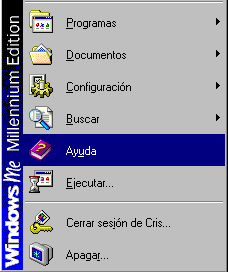 Windows Me Millennium Edition
Programas
Documentos
Configuración
Buscar
Ayuda
Ejecutar...
Cerrar sesión de Cris...
Apagar...